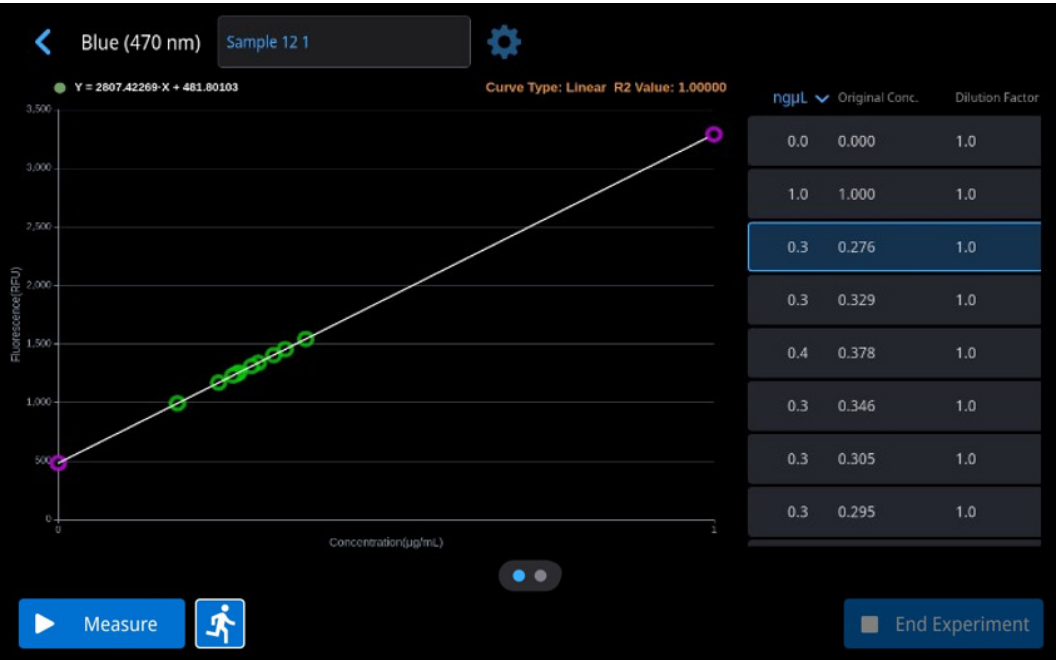 Blue (470 nm)
Sample 12 1
Y = 2807.42269·X + 481.80103
Curve Type: Linear R2 Value: 1.00000
3,500
3,000
2,500
2,000
1,500
1,000
500
0
Fluorescence(RFU)
0
1
Concentration(µg/mL)
ngµL Original Conc. Dilution Factor
0.0 0.000 1.0
1.0 1.000 1.0
0.3 0.276 1.0
0.3 0.329 1.0
0.4 0.378 1.0
0.3 0.346 1.0
0.3 0.305 1.0
0.3 0.295 1.0
Measure
End Experiment